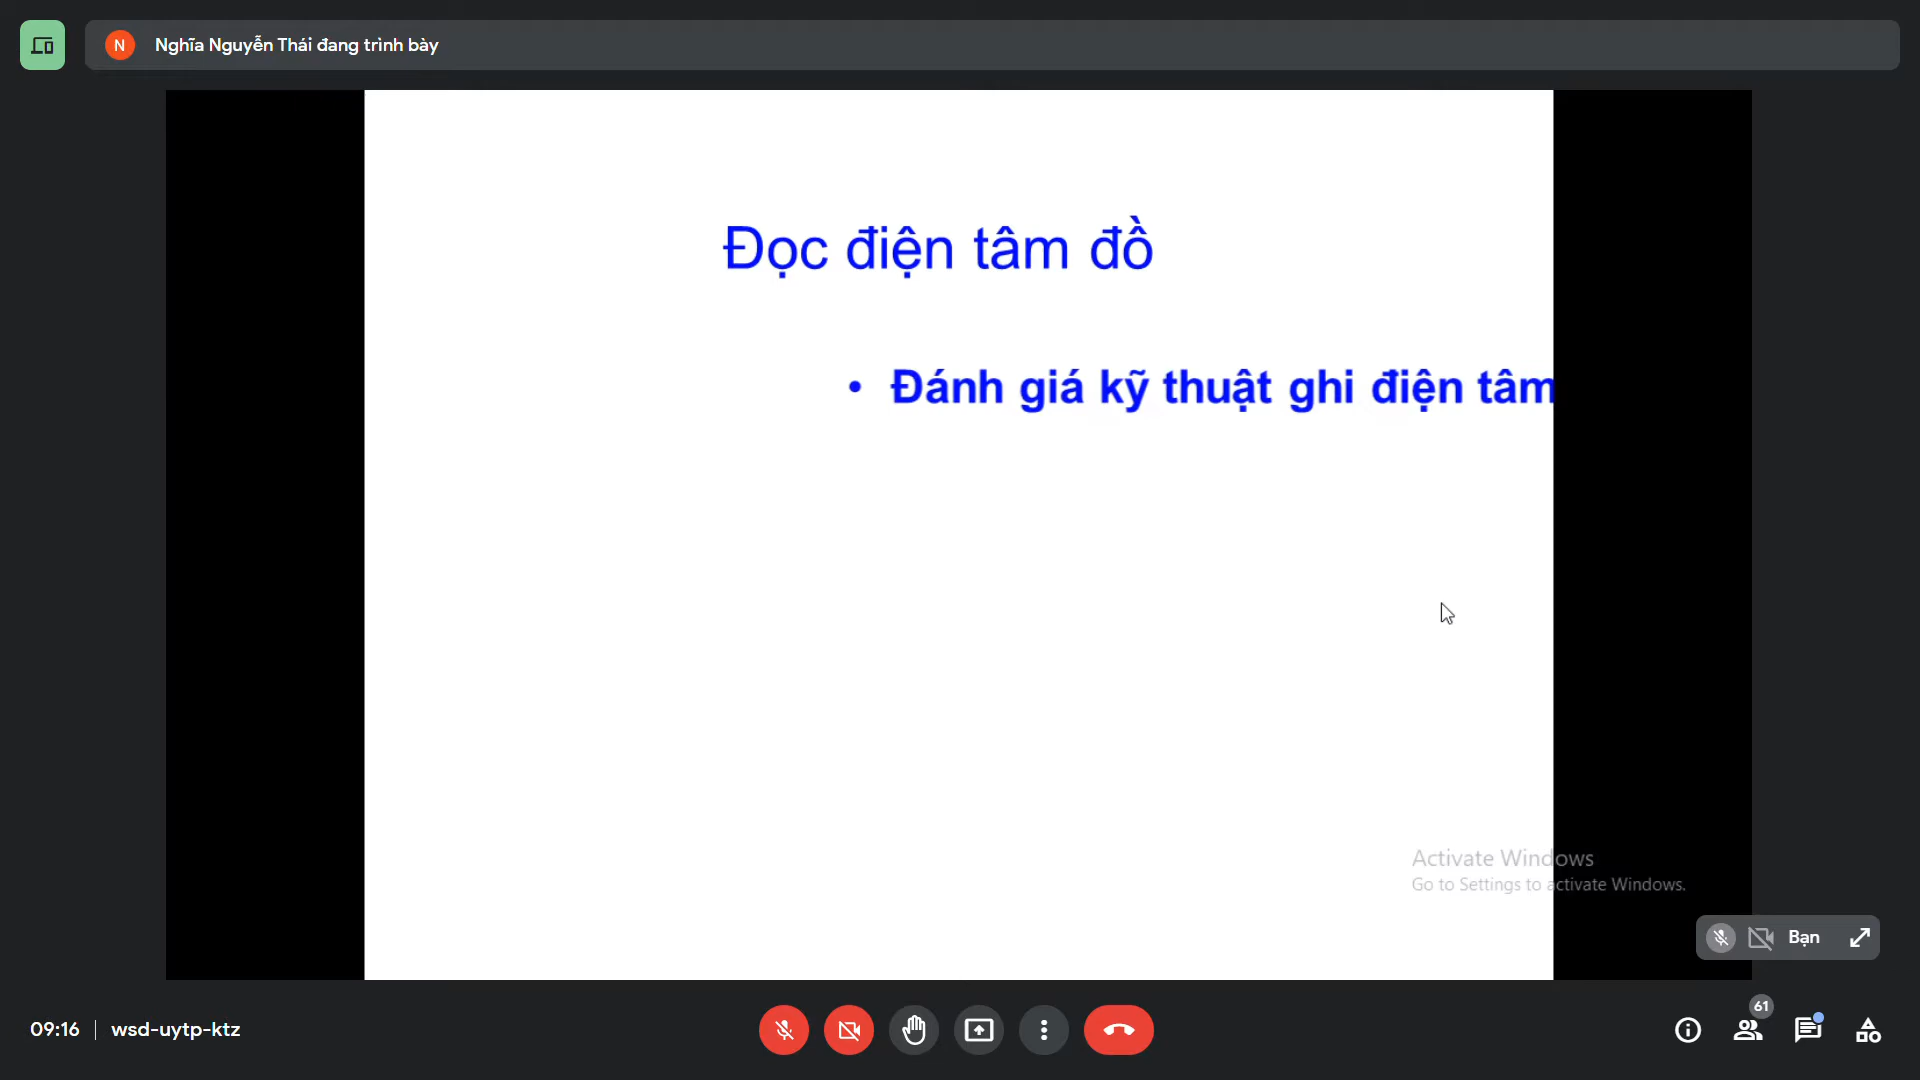 N Nghĩa Nguyễn Thái đang trình bày
Đọc điện tâm đồ
• Đánh giá kỹ thuật ghi điện tâm
Activate Windows
Go to Settings to activate Windows.
Bạn
61
09:16 | wsd-uytp-ktz